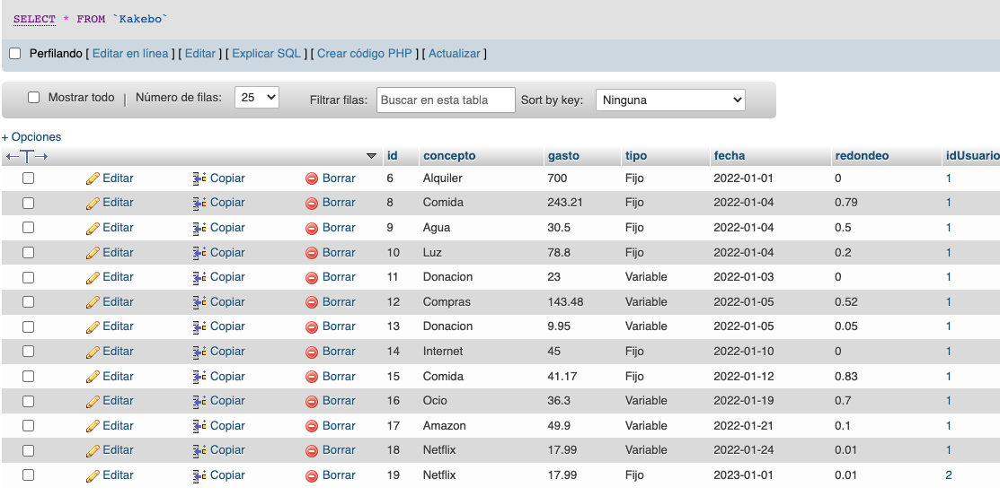 SELECT * FROM `Kakebo`
Perfilando [ Editar en línea ] [ Editar ] [ Explicar SQL ] [ Crear código PHP ] [ Actualizar ]
Mostrar todo | Número de filas: 25 Filtrar filas: Buscar en esta tabla Sort by key: Ninguna
+ Opciones
←T→ id concepto gasto tipo fecha redondeo idUsuario
Editar Copiar Borrar 6 Alquiler 700 Fijo 2022-01-01 0 1
Editar Copiar Borrar 8 Comida 243.21 Fijo 2022-01-04 0.79 1
Editar Copiar Borrar 9 Agua 30.5 Fijo 2022-01-04 0.5 1
Editar Copiar Borrar 10 Luz 78.8 Fijo 2022-01-04 0.2 1
Editar Copiar Borrar 11 Donacion 23 Variable 2022-01-03 0 1
Editar Copiar Borrar 12 Compras 143.48 Variable 2022-01-05 0.52 1
Editar Copiar Borrar 13 Donacion 9.95 Variable 2022-01-05 0.05 1
Editar Copiar Borrar 14 Internet 45 Fijo 2022-01-10 0 1
Editar Copiar Borrar 15 Comida 41.17 Fijo 2022-01-12 0.83 1
Editar Copiar Borrar 16 Ocio 36.3 Variable 2022-01-19 0.7 1
Editar Copiar Borrar 17 Amazon 49.9 Variable 2022-01-21 0.1 1
Editar Copiar Borrar 18 Netflix 17.99 Variable 2022-01-24 0.01 1
Editar Copiar Borrar 19 Netflix 17.99 Fijo 2023-01-01 0.01 2